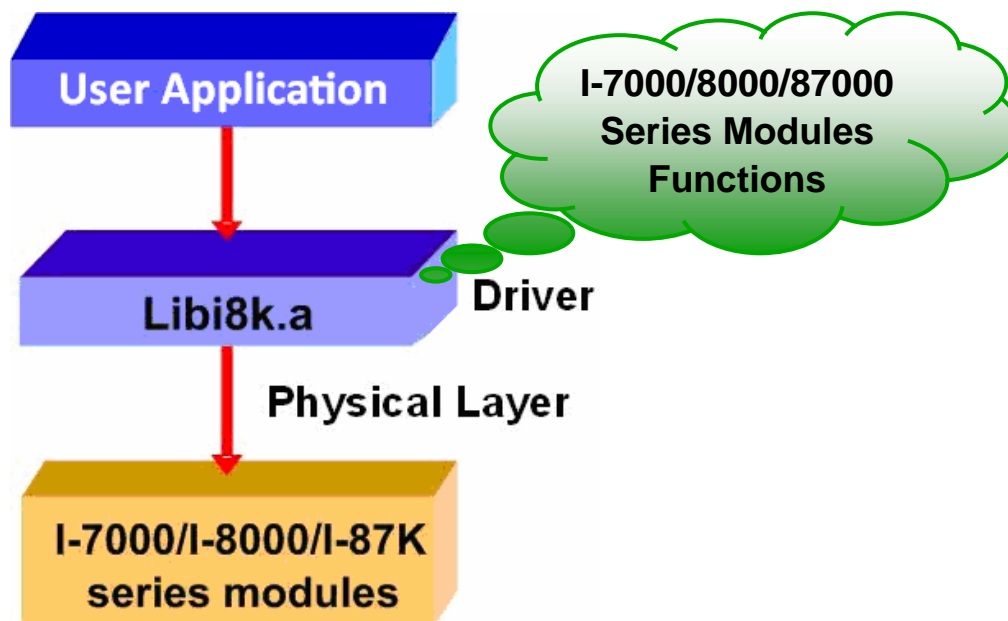 User Application
I-7000/8000/87000
Series Modules
Functions
Libi8k.a
Driver
Physical Layer
I-7000/I-8000/I-87K
series modules